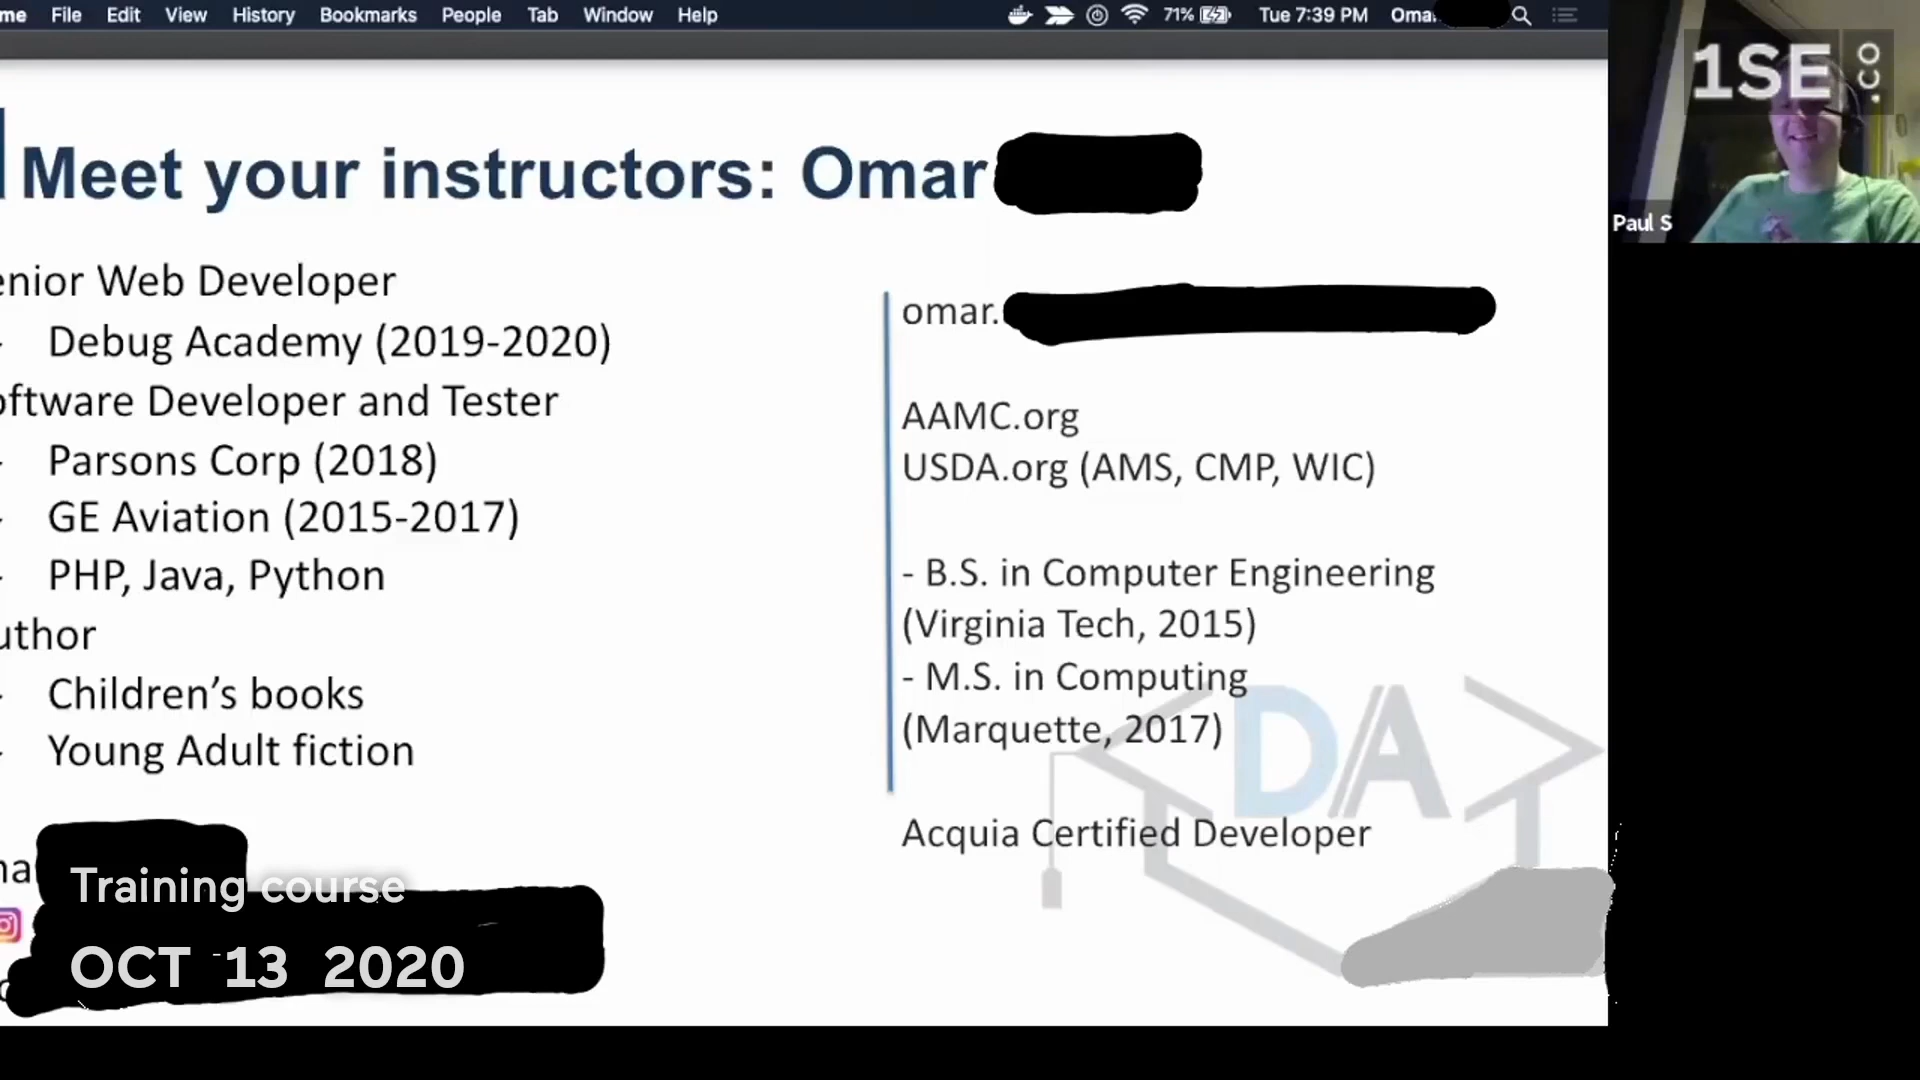 me File Edit View History Bookmarks People Tab Window Help 71% Tue 7:39 PM Omar
1SE.CO
Meet your instructors: Omar
Paul S
enior Web Developer
Debug Academy (2019-2020)
oftware Developer and Tester
Parsons Corp (2018)
GE Aviation (2015-2017)
PHP, Java, Python
uthor
Children's books
Young Adult fiction
omar.
AAMC.org
USDA.org (AMS, CMP, WIC)
- B.S. in Computer Engineering
(Virginia Tech, 2015)
- M.S. in Computing
(Marquette, 2017)
DA
Acquia Certified Developer
Training course
OCT 13 2020